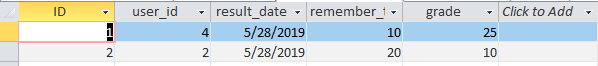 ID user_id result_date remember_t grade Click to Add
1 4 5/28/2019 10 25
2 2 5/28/2019 20 10